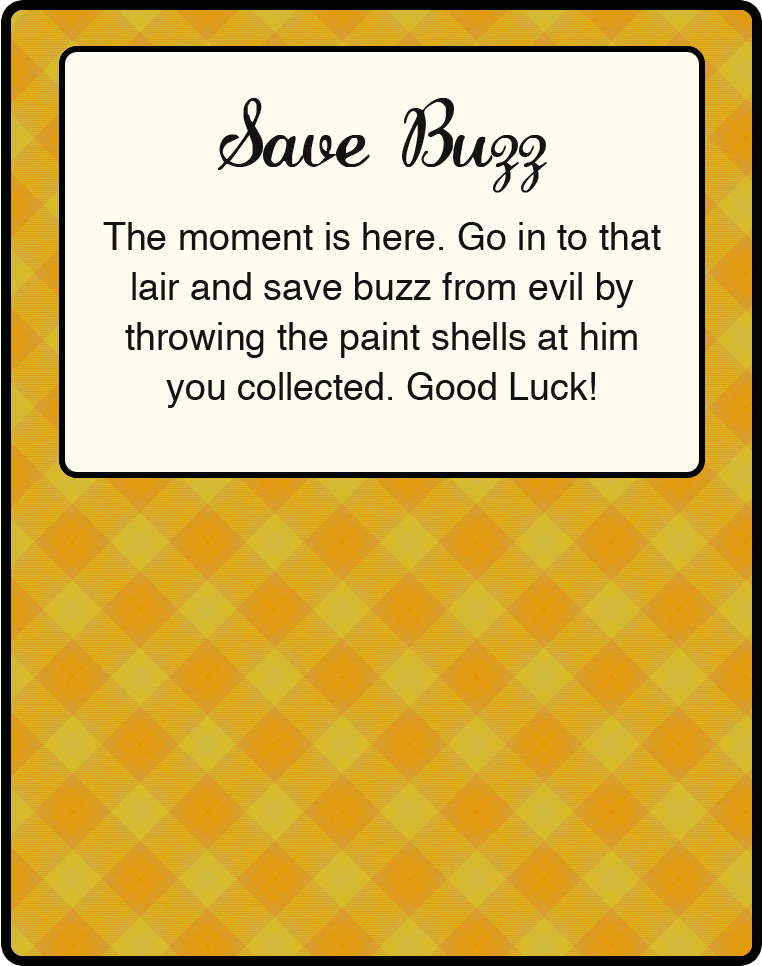 Save Buzz
The moment is here. Go in to that
lair and save buzz from evil by
throwing the paint shells at him
you collected. Good Luck!